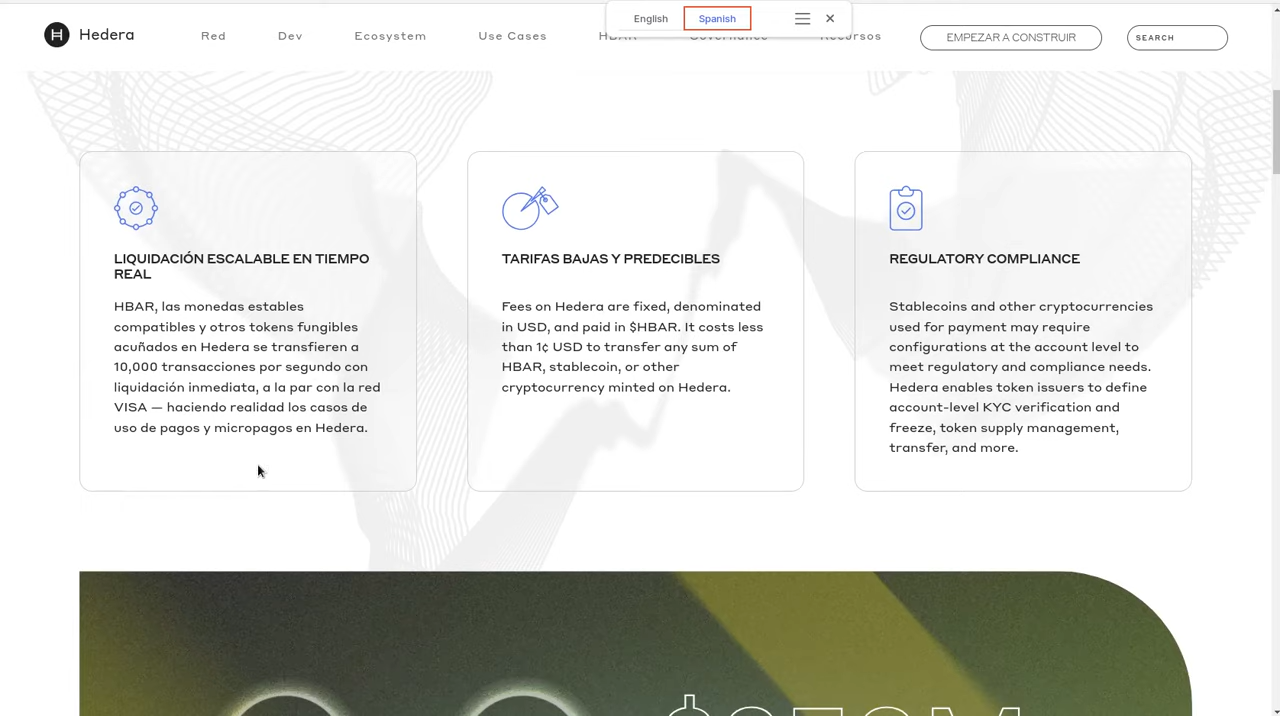 English
Spanish
Hedera
Red
Dev
Ecosystem
Use Cases
HBAR
Governance
Recursos
EMPEZAR A CONSTRUIR
SEARCH
LIQUIDACIÓN ESCALABLE EN TIEMPO
REAL
HBAR, las monedas estables
compatibles y otros tokens fungibles
acuñados en Hedera se transfieren a
10,000 transacciones por segundo con
liquidación inmediata, a la par con la red
VISA — haciendo realidad los casos de
uso de pagos y micropagos en Hedera.
TARIFAS BAJAS Y PREDECIBLES
Fees on Hedera are fixed, denominated
in USD, and paid in $HBAR. It costs less
than 1¢ USD to transfer any sum of
HBAR, stablecoin, or other
cryptocurrency minted on Hedera.
REGULATORY COMPLIANCE
Stablecoins and other cryptocurrencies
used for payment may require
configurations at the account level to
meet regulatory and compliance needs.
Hedera enables token issuers to define
account-level KYC verification and
freeze, token supply management,
transfer, and more.